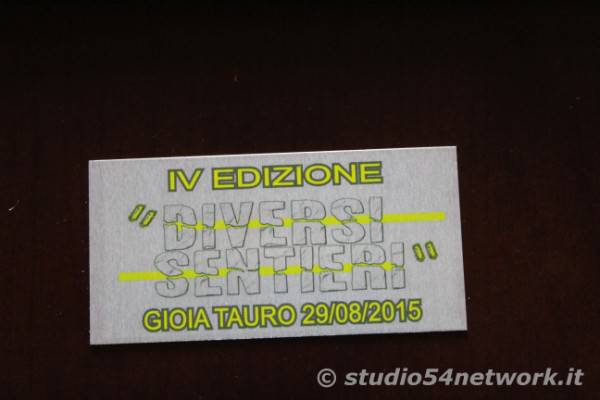 IV EDIZIONE
"DIVERSI
SENTIERI"
GIOIA TAURO 29/08/2015
© studio54network.it